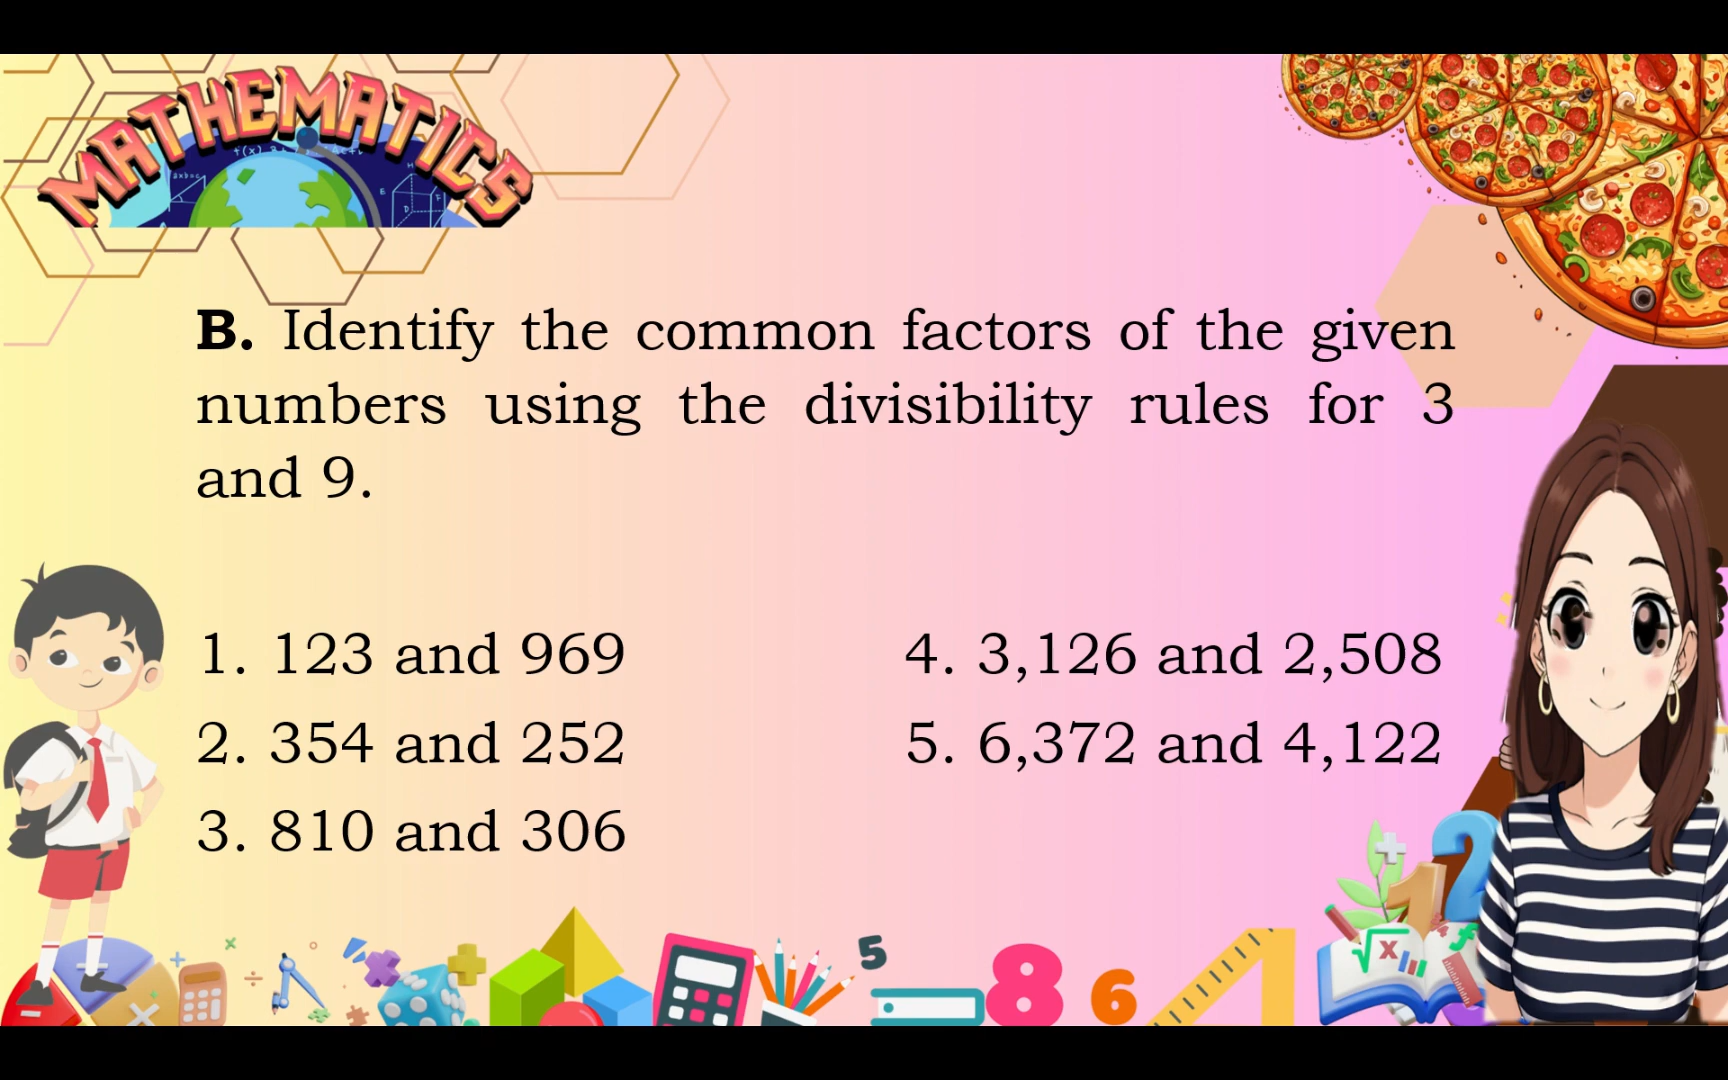 MATHEMATICS
B. Identify the common factors of the given
numbers using the divisibility rules for 3
and 9.
1. 123 and 969
4. 3,126 and 2,508
2. 354 and 252
5. 6,372 and 4,122
3. 810 and 306
5
8
6
1
2